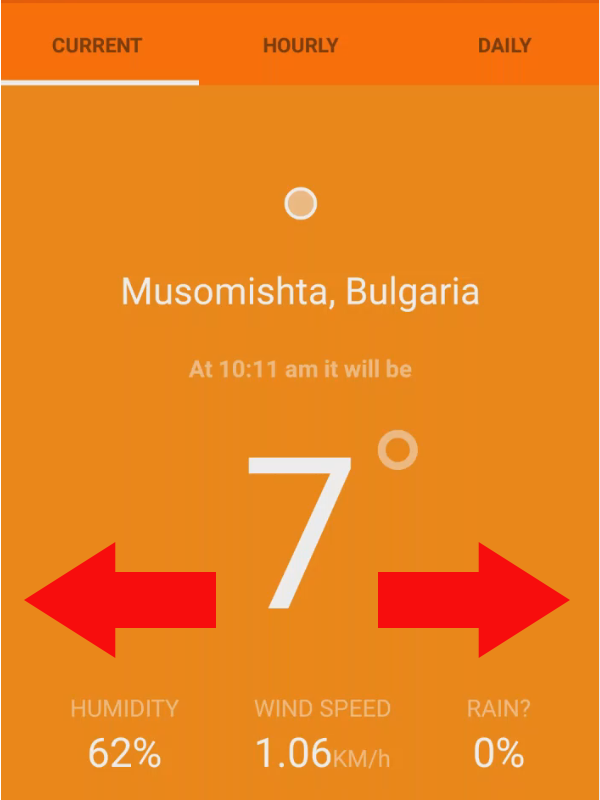 CURRENT HOURLY DAILY
Musomishta, Bulgaria
At 10:11 am it will be
7°
HUMIDITY WIND SPEED RAIN?
62% 1.06KM/h 0%